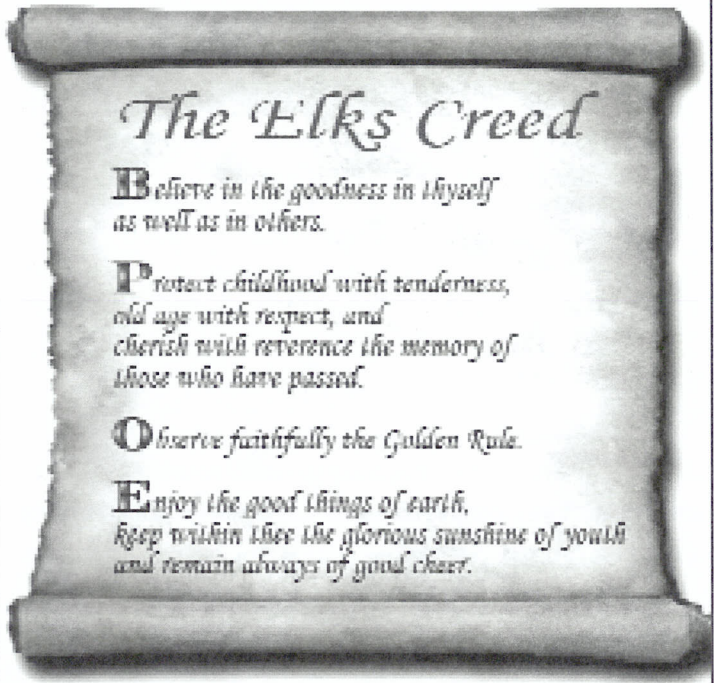 The Elks Creed
Believe in the goodness in thyself
as well as in others.
Protect childhood with tenderness,
old age with respect, and
cherish with reverence the memory of
those who have passed.
Observe faithfully the Golden Rule.
Enjoy the good things of earth,
keep within thee the glorious sunshine of youth
and remain always of good cheer.